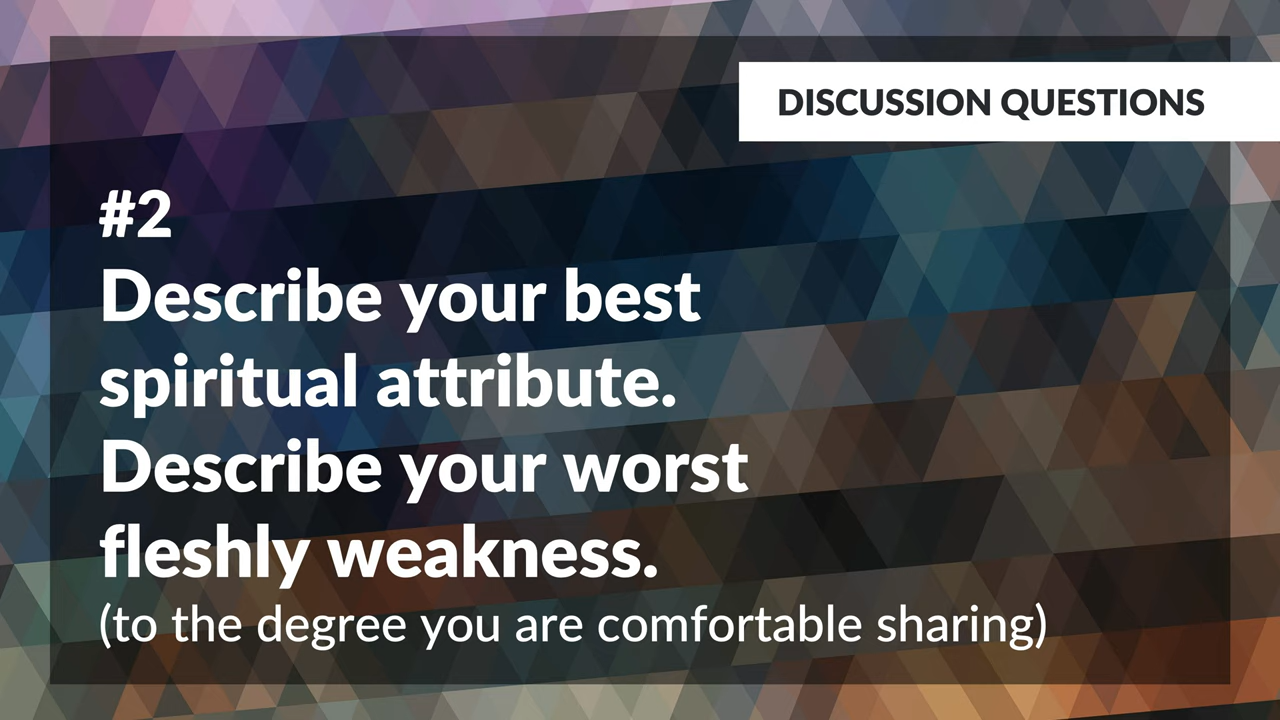 DISCUSSION QUESTIONS
#2
Describe your best
spiritual attribute.
Describe your worst
fleshly weakness.
(to the degree you are comfortable sharing)